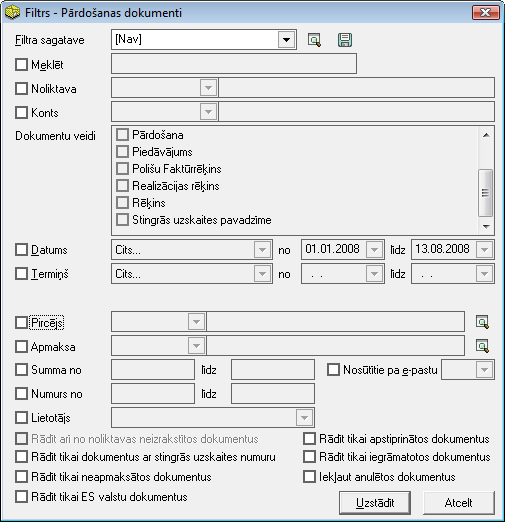 Filtrs - Pārdošanas dokumenti
Filtra sagatave [Nav]
Meklēt
Noliktava
Konts
Dokumentu veidi
Pārdošana
Piedāvājums
Polišu Faktūrrēķins
Realizācijas rēķins
Rēķins
Stingrās uzskaites pavadzīme
Datums Cits... no 01.01.2008 līdz 13.08.2008
Termiņš Cits... no . . līdz . .
Pircējs
Apmaksa
Summa no līdz Nosūtītie pa e-pastu
Numurs no līdz
Lietotājs
Rādīt arī no noliktavas neizrakstītos dokumentus Rādīt tikai apstiprinātos dokumentus
Rādīt tikai dokumentus ar stingrās uzskaites numuru Rādīt tikai iegrāmatotos dokumentus
Rādīt tikai neapmaksātos dokumentus Iekļaut anulētos dokumentus
Rādīt tikai ES valstu dokumentus
Uzstādīt Atcelt